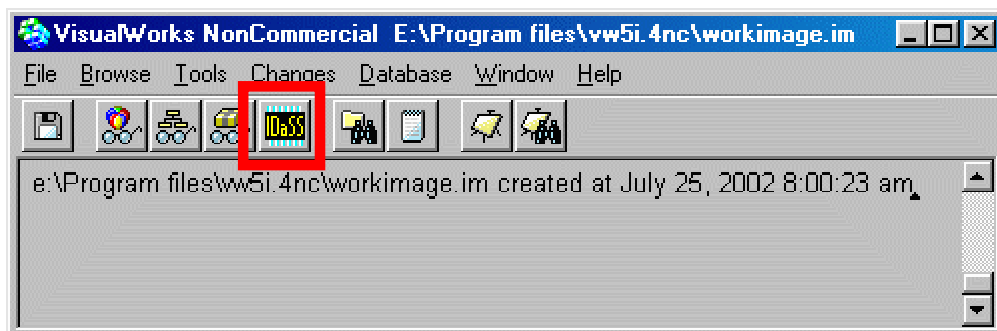 VisualWorks NonCommercial E:\Program files\vw5i.4nc\workimage.im
File Browse Tools Changes Database Window Help
IDaSS
e:\Program files\vw5i.4nc\workimage.im created at July 25, 2002 8:00:23 am